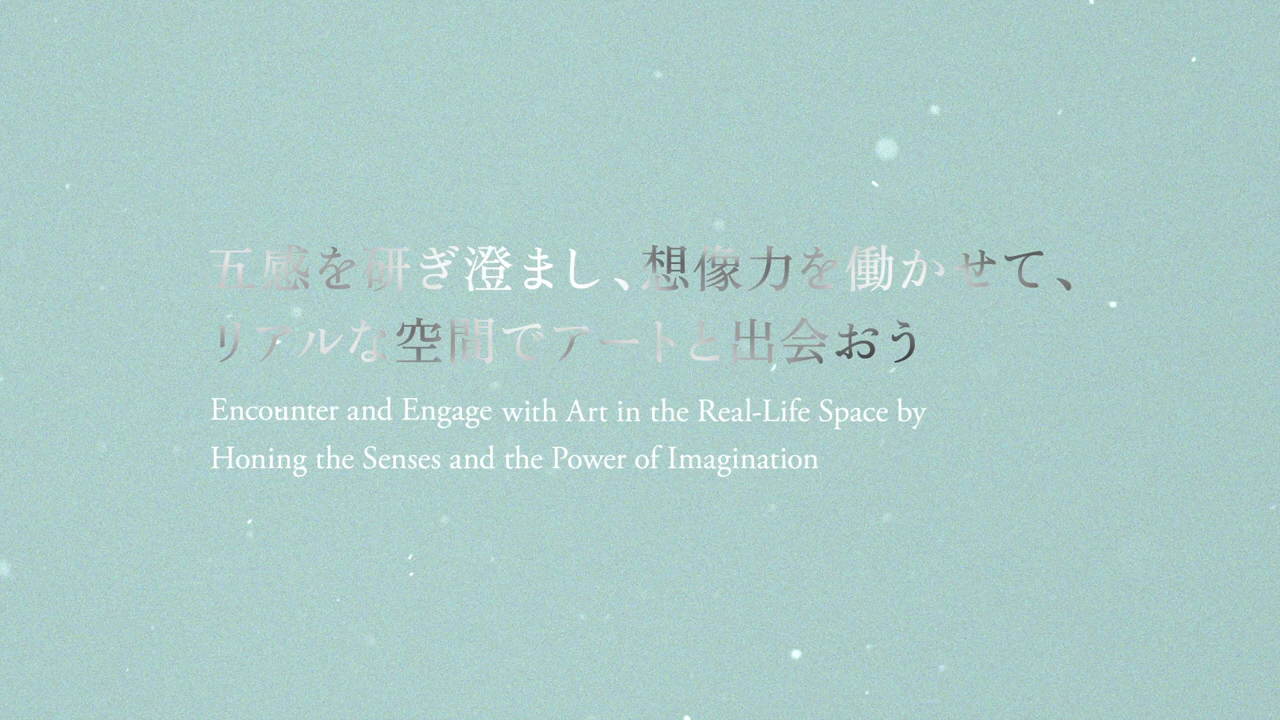 五感を研ぎ澄まし、想像力を働かせて、
リアルな空間でアートと出会おう
Encounter and Engage with Art in the Real-Life Space by
Honing the Senses and the Power of Imagination